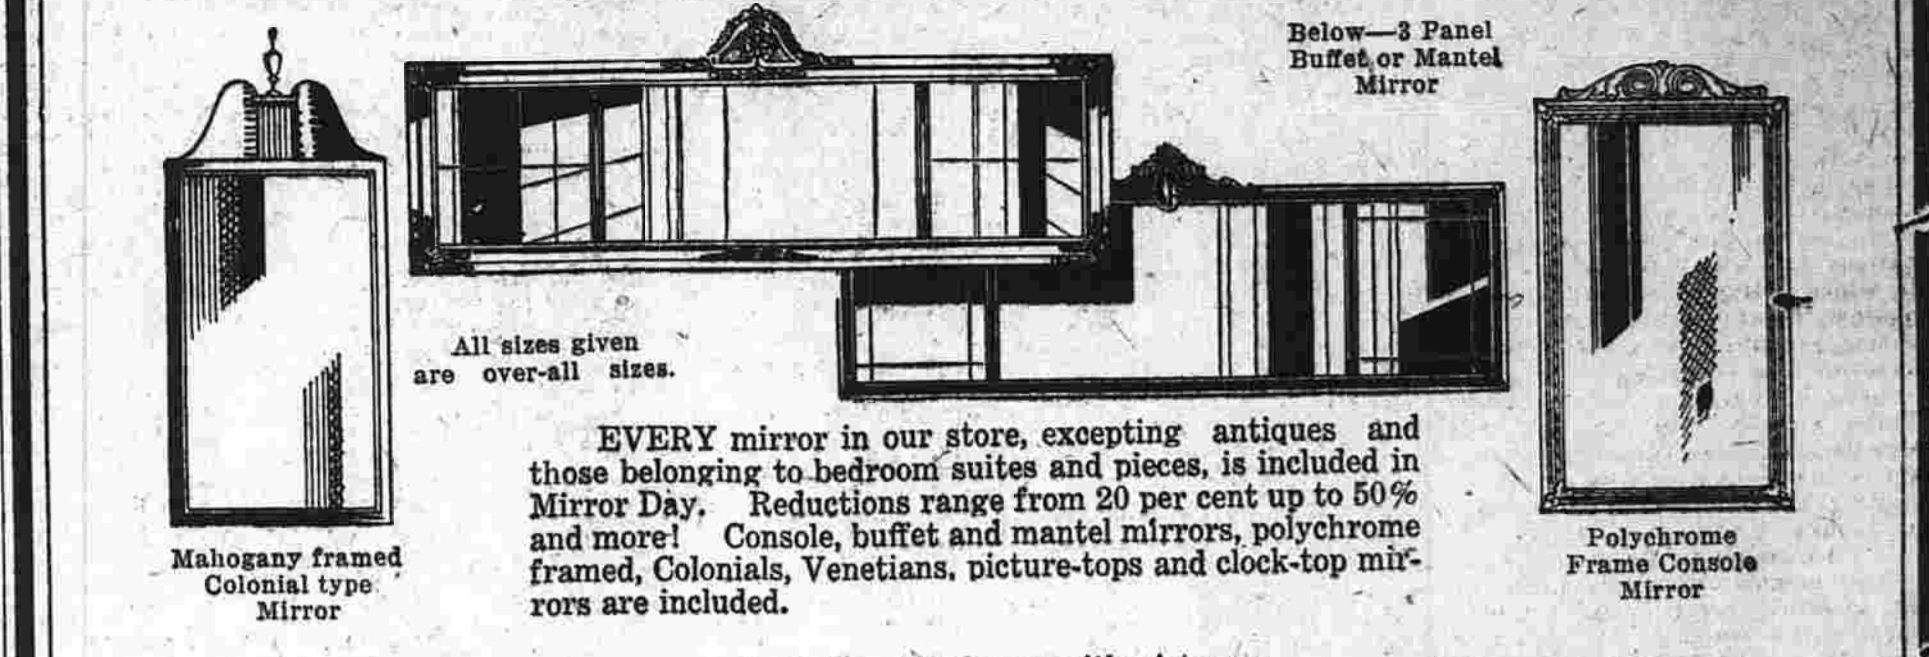 Below—3 Panel
Buffet or Mantel
Mirror
All sizes given
are over-all sizes.
EVERY mirror in our store, excepting antiques and
those belonging to bedroom suites and pieces, is included in
Mirror Day. Reductions range from 20 per cent up to 50%
and more! Console, buffet and mantel mirrors, polychrome
framed, Colonials, Venetians, picture-tops and clock-top mir-
rors are included.
Mahogany framed
Colonial type
Mirror
Polychrome
Frame Console
Mirror